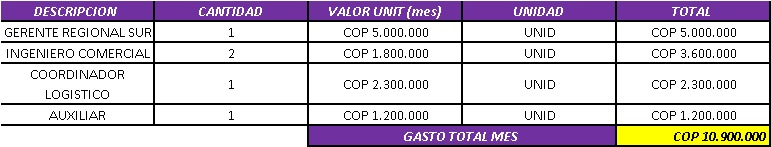 DESCRIPCION CANTIDAD VALOR UNIT (mes) UNIDAD TOTAL
GERENTE REGIONAL SUR 1 COP 5.000.000 UNID COP 5.000.000
INGENIERO COMERCIAL 2 COP 1.800.000 UNID COP 3.600.000
COORDINADOR
LOGISTICO 1 COP 2.300.000 UNID COP 2.300.000
AUXILIAR 1 COP 1.200.000 UNID COP 1.200.000
GASTO TOTAL MES COP 10.900.000